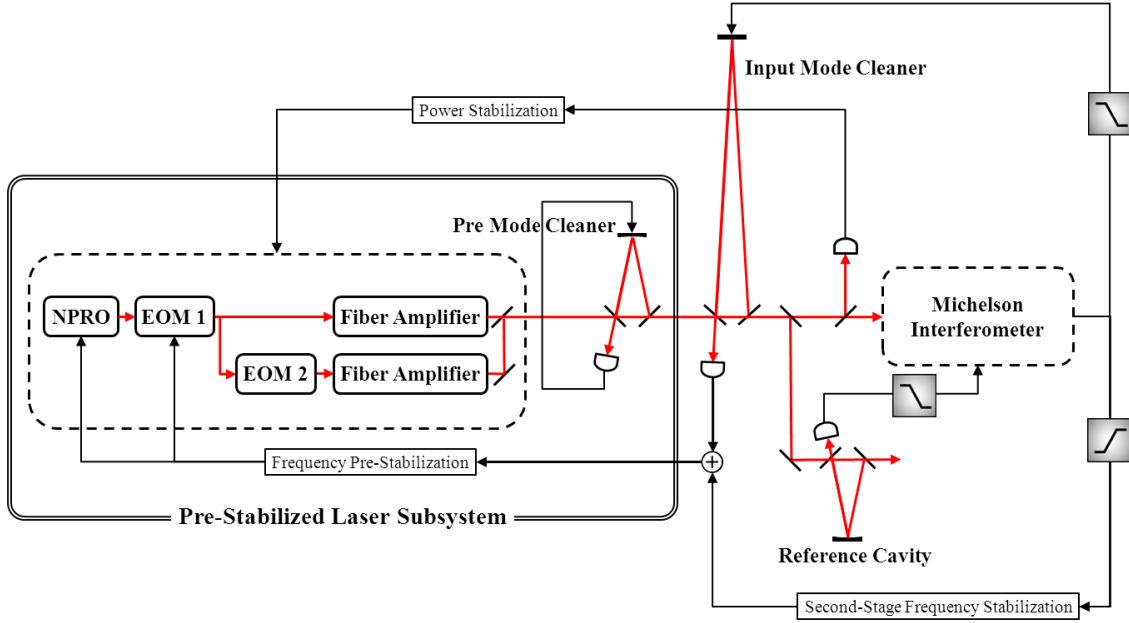 Input Mode Cleaner
Power Stabilization
Pre Mode Cleaner
NPRO
EOM 1
Fiber Amplifier
Michelson
Interferometer
EOM 2
Fiber Amplifier
Frequency Pre-Stabilization
Pre-Stabilized Laser Subsystem
Reference Cavity
Second-Stage Frequency Stabilization